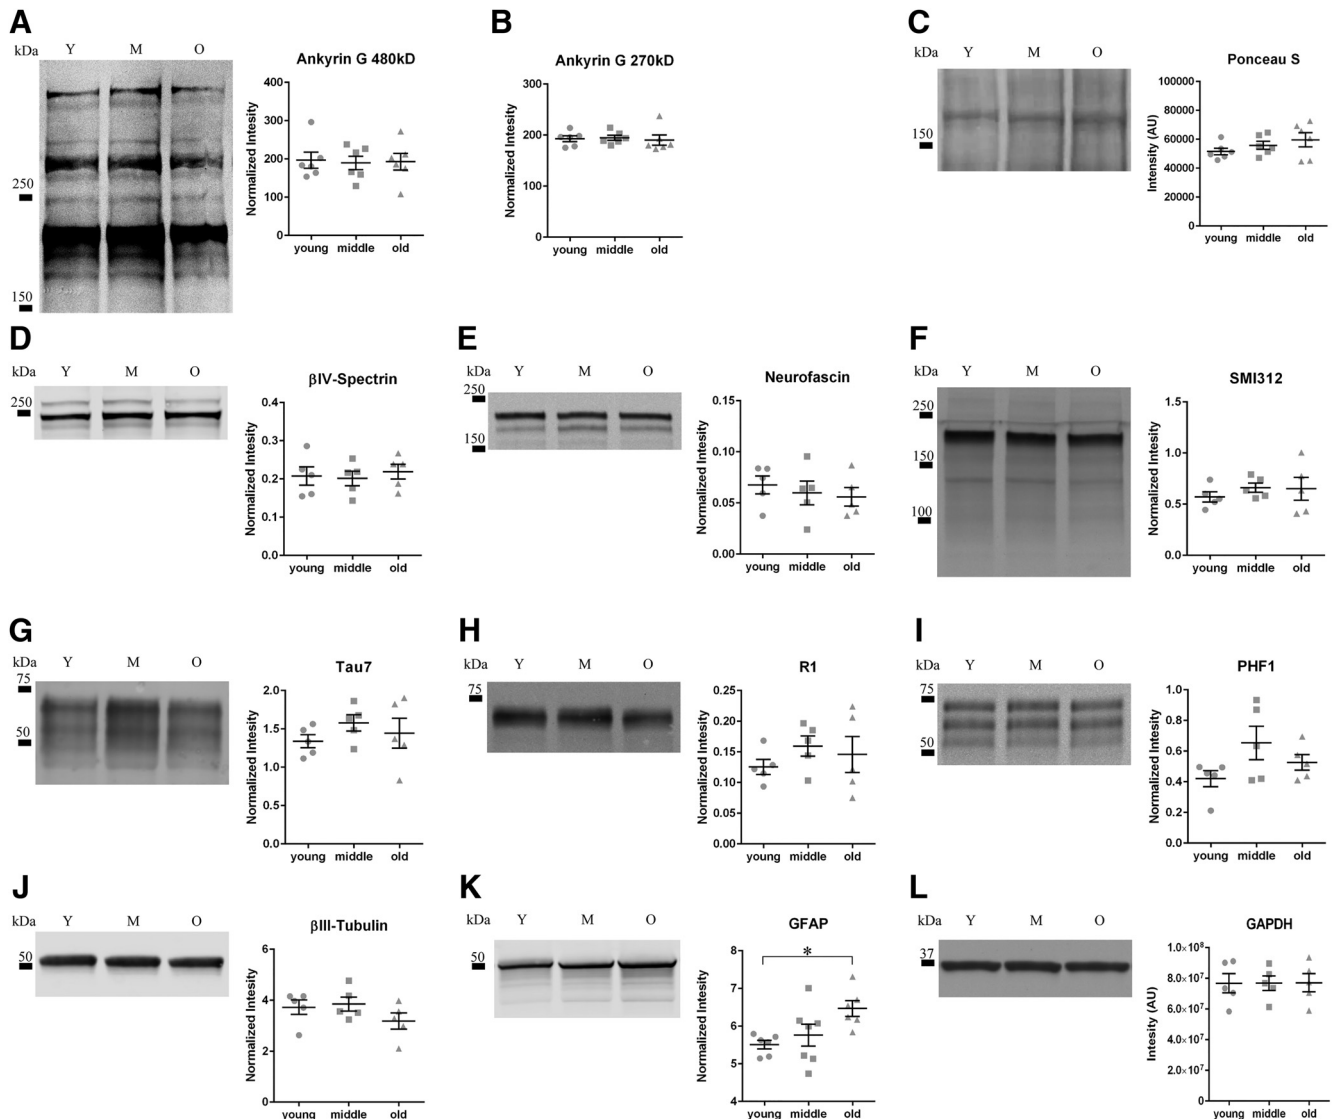 A
kDa Y M O
250
150
Ankyrin G 480kD
Normalized Intesity
400
300
200
100
0
young middle old
B
Ankyrin G 270kD
Normalized Intesity
300
200
100
0
young middle old
C
kDa Y M O
150
Ponceau S
Intensity (AU)
100000
80000
60000
40000
20000
0
young middle old
D
kDa Y M O
250
βIV-Spectrin
Normalized Intesity
0.4
0.3
0.2
0.1
0.0
young middle old
E
kDa Y M O
250
150
Neurofascin
Normalized Intesity
0.15
0.10
0.05
0.00
young middle old
F
kDa Y M O
250
150
100
SMI312
Normalized Intesity
1.5
1.0
0.5
0.0
young middle old
G
kDa Y M O
75
50
Tau7
Normalized Intesity
2.0
1.5
1.0
0.5
0.0
young middle old
H
kDa Y M O
75
R1
Normalized Intesity
0.25
0.20
0.15
0.10
0.05
0.00
young middle old
I
kDa Y M O
75
50
PHF1
Normalized Intesity
1.0
0.8
0.6
0.4
0.2
0.0
young middle old
J
kDa Y M O
50
βIII-Tubulin
Normalized Intesity
6
4
2
0
young middle old
K
kDa Y M O
50
GFAP
Normalized Intesity
*
8
7
6
5
4
young middle old
L
kDa Y M O
37
GAPDH
Intesity (AU)
1.0×10⁸
8.0×10⁷
6.0×10⁷
4.0×10⁷
2.0×10⁷
0
young middle old